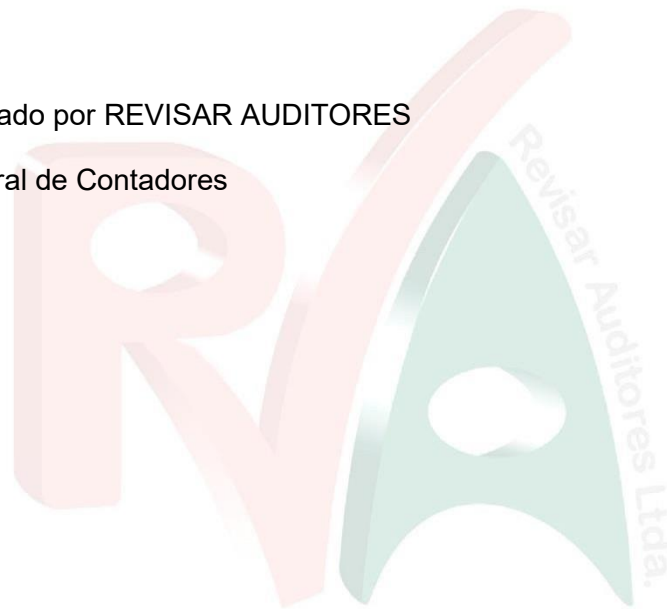 ado por REVISAR AUDITORES
ral de Contadores
Revisar Auditores Ltda.